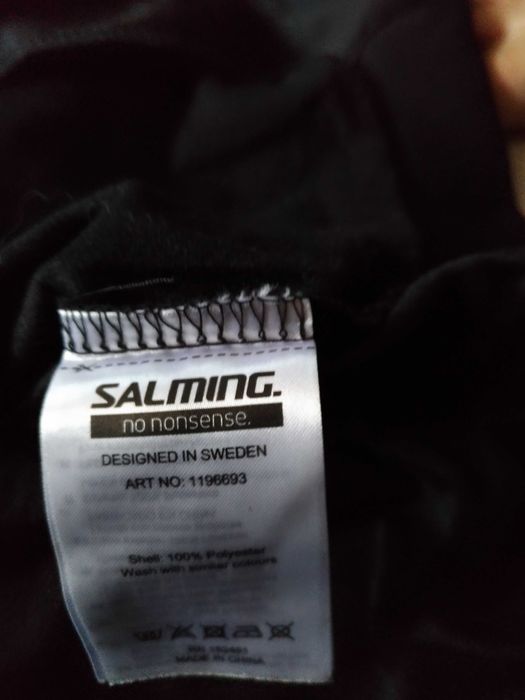 SALMING.
no nonsense.
DESIGNED IN SWEDEN
ART NO: 1196693
Shell: 100% Polyester
Wash with similar colours
MADE IN CHINA